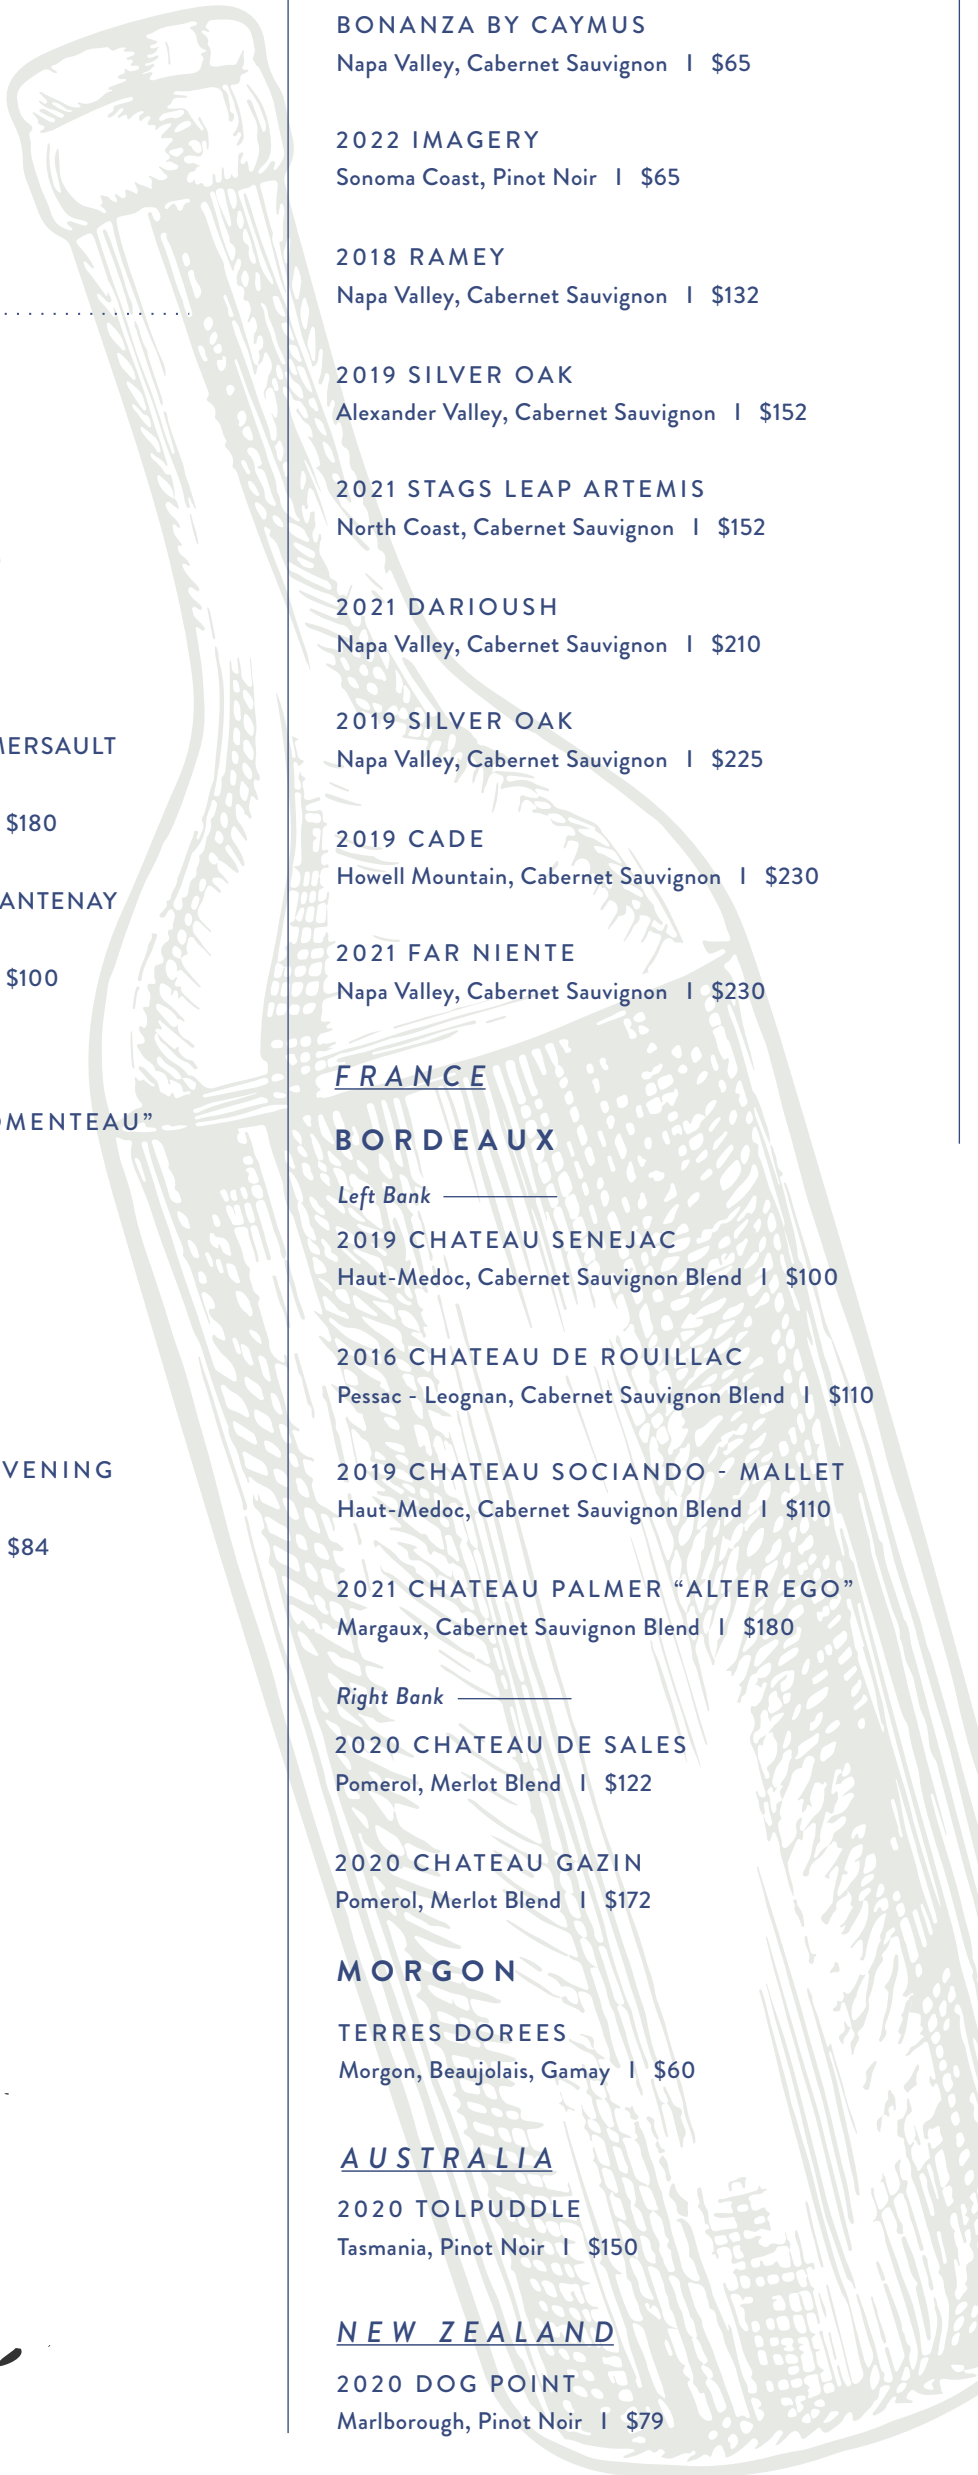 MERSAULT
$180
ANTENAY
$100
OMENTEAU”
VENING
$84
BONANZA BY CAYMUS
Napa Valley, Cabernet Sauvignon | $65
2022 IMAGERY
Sonoma Coast, Pinot Noir | $65
2018 RAMEY
Napa Valley, Cabernet Sauvignon | $132
2019 SILVER OAK
Alexander Valley, Cabernet Sauvignon | $152
2021 STAGS LEAP ARTEMIS
North Coast, Cabernet Sauvignon | $152
2021 DARIOUSH
Napa Valley, Cabernet Sauvignon | $210
2019 SILVER OAK
Napa Valley, Cabernet Sauvignon | $225
2019 CADE
Howell Mountain, Cabernet Sauvignon | $230
2021 FAR NIENTE
Napa Valley, Cabernet Sauvignon | $230
FRANCE
BORDEAUX
Left Bank
2019 CHATEAU SENEJAC
Haut-Medoc, Cabernet Sauvignon Blend | $100
2016 CHATEAU DE ROUILLAC
Pessac - Leognan, Cabernet Sauvignon Blend | $110
2019 CHATEAU SOCIANDO - MALLET
Haut-Medoc, Cabernet Sauvignon Blend | $110
2021 CHATEAU PALMER “ALTER EGO”
Margaux, Cabernet Sauvignon Blend | $180
Right Bank
2020 CHATEAU DE SALES
Pomerol, Merlot Blend | $122
2020 CHATEAU GAZIN
Pomerol, Merlot Blend | $172
MORGON
TERRES DOREES
Morgon, Beaujolais, Gamay | $60
AUSTRALIA
2020 TOLPUDDLE
Tasmania, Pinot Noir | $150
NEW ZEALAND
2020 DOG POINT
Marlborough, Pinot Noir | $79